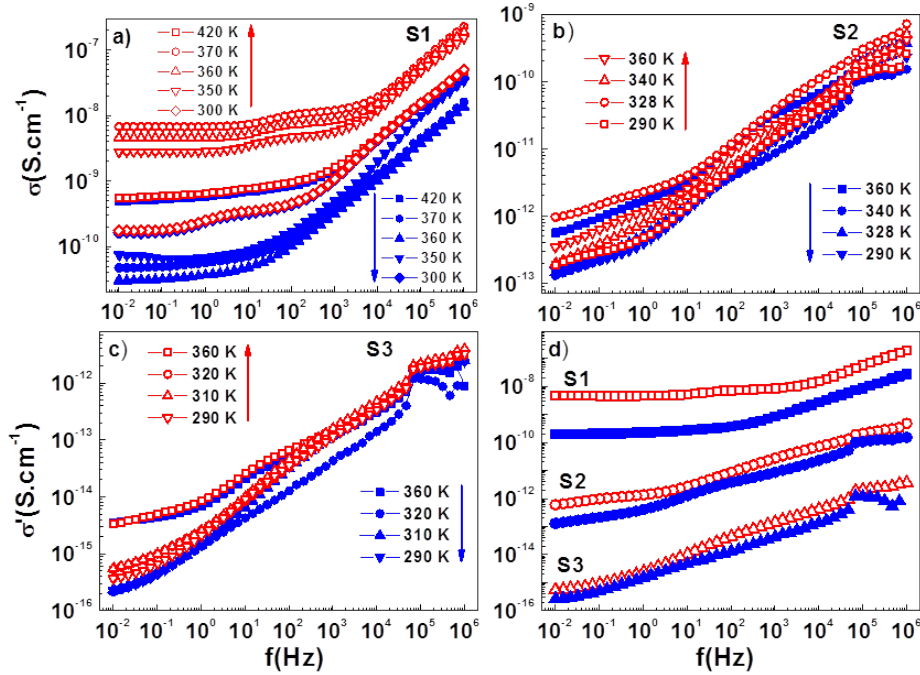 a)
S1
420 K
370 K
360 K
350 K
300 K
420 K
370 K
360 K
350 K
300 K
σ(S.cm⁻¹)
10⁻⁷
10⁻⁸
10⁻⁹
10⁻¹⁰
10⁻² 10⁻¹ 10⁰ 10¹ 10² 10³ 10⁴ 10⁵ 10⁶
b)
S2
360 K
340 K
328 K
290 K
360 K
340 K
328 K
290 K
10⁻⁹
10⁻¹⁰
10⁻¹¹
10⁻¹²
10⁻¹³
10⁻² 10⁻¹ 10⁰ 10¹ 10² 10³ 10⁴ 10⁵ 10⁶
c)
S3
360 K
320 K
310 K
290 K
360 K
320 K
310 K
290 K
σ'(S.cm⁻¹)
10⁻¹²
10⁻¹³
10⁻¹⁴
10⁻¹⁵
10⁻¹⁶
10⁻² 10⁻¹ 10⁰ 10¹ 10² 10³ 10⁴ 10⁵ 10⁶
f(Hz)
d)
S1
S2
S3
10⁻⁸
10⁻¹⁰
10⁻¹²
10⁻¹⁴
10⁻¹⁶
10⁻² 10⁻¹ 10⁰ 10¹ 10² 10³ 10⁴ 10⁵ 10⁶
f(Hz)